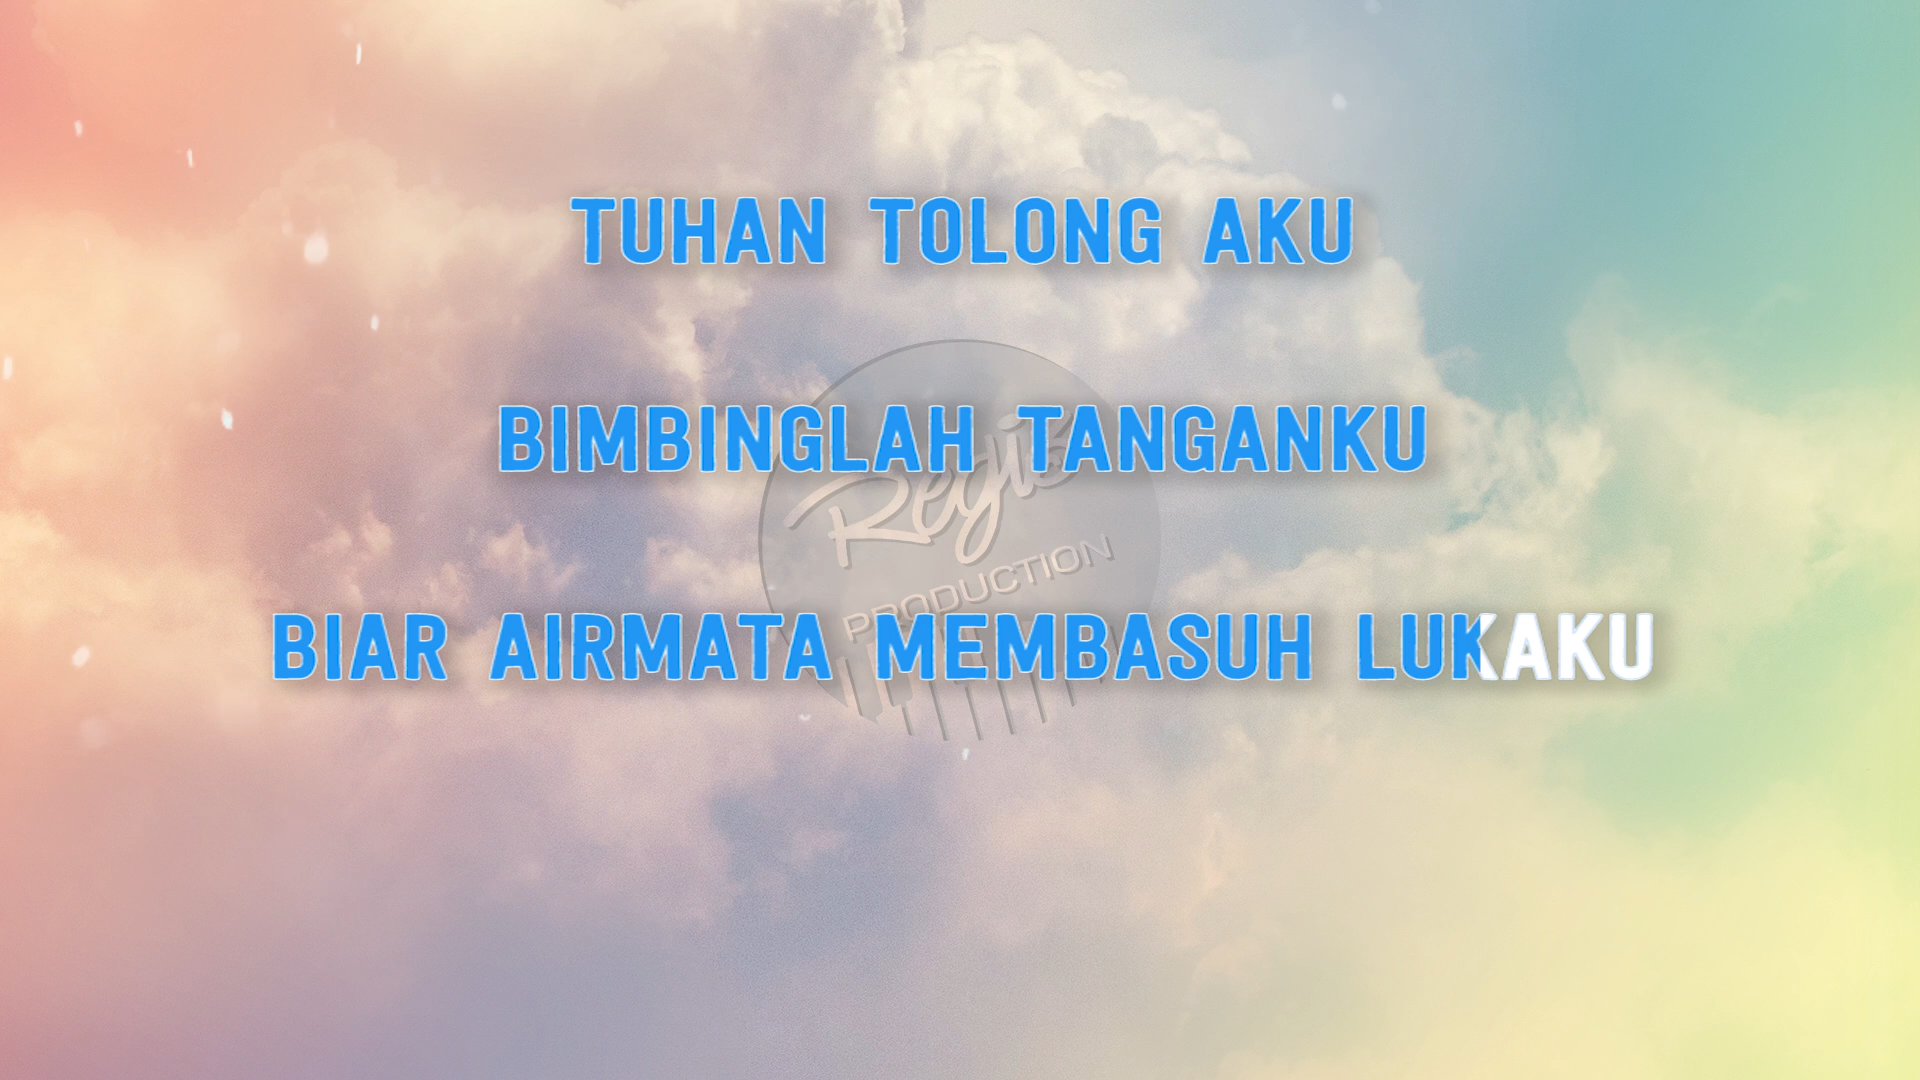 TUHAN TOLONG AKU
BIMBINGLAH TANGANKU
Regis
PRODUCTION
BIAR AIRMATA MEMBASUH LUKAKU